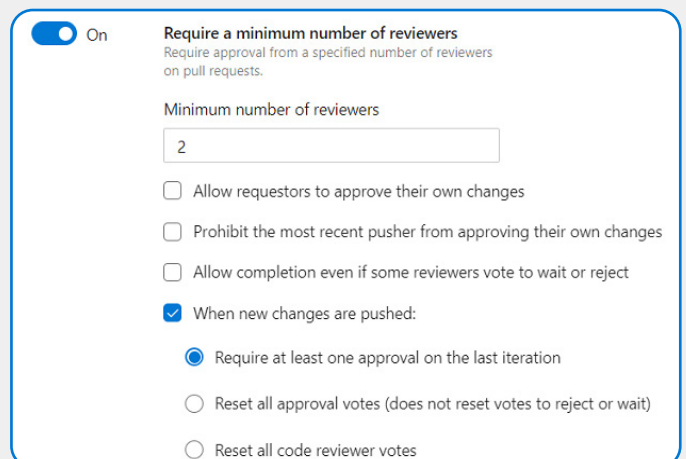 On
Require a minimum number of reviewers
Require approval from a specified number of reviewers
on pull requests.
Minimum number of reviewers
2
Allow requestors to approve their own changes
Prohibit the most recent pusher from approving their own changes
Allow completion even if some reviewers vote to wait or reject
When new changes are pushed:
Require at least one approval on the last iteration
Reset all approval votes (does not reset votes to reject or wait)
Reset all code reviewer votes